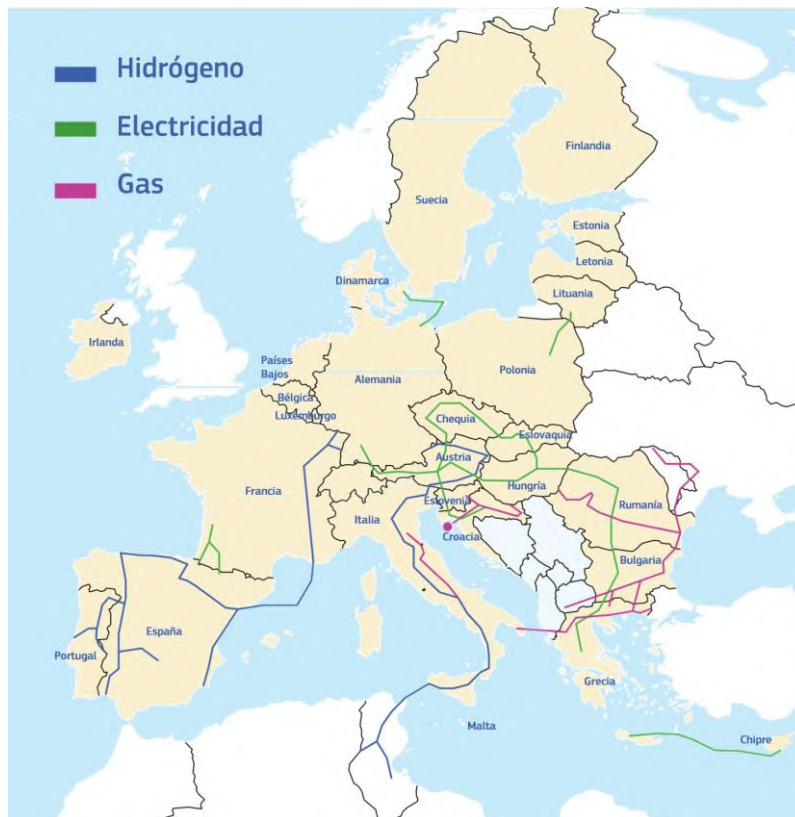 Hidrógeno
Electricidad
Gas
Finlandia
Suecia
Estonia
Letonia
Dinamarca
Lituania
Irlanda
Países
Bajos
Bélgica
Luxemburgo
Alemania
Polonia
Chequia
Eslovaquia
Austria
Hungría
Francia
Eslovenia
Italia
Croacia
Rumanía
Bulgaria
España
Portugal
Grecia
Malta
Chipre